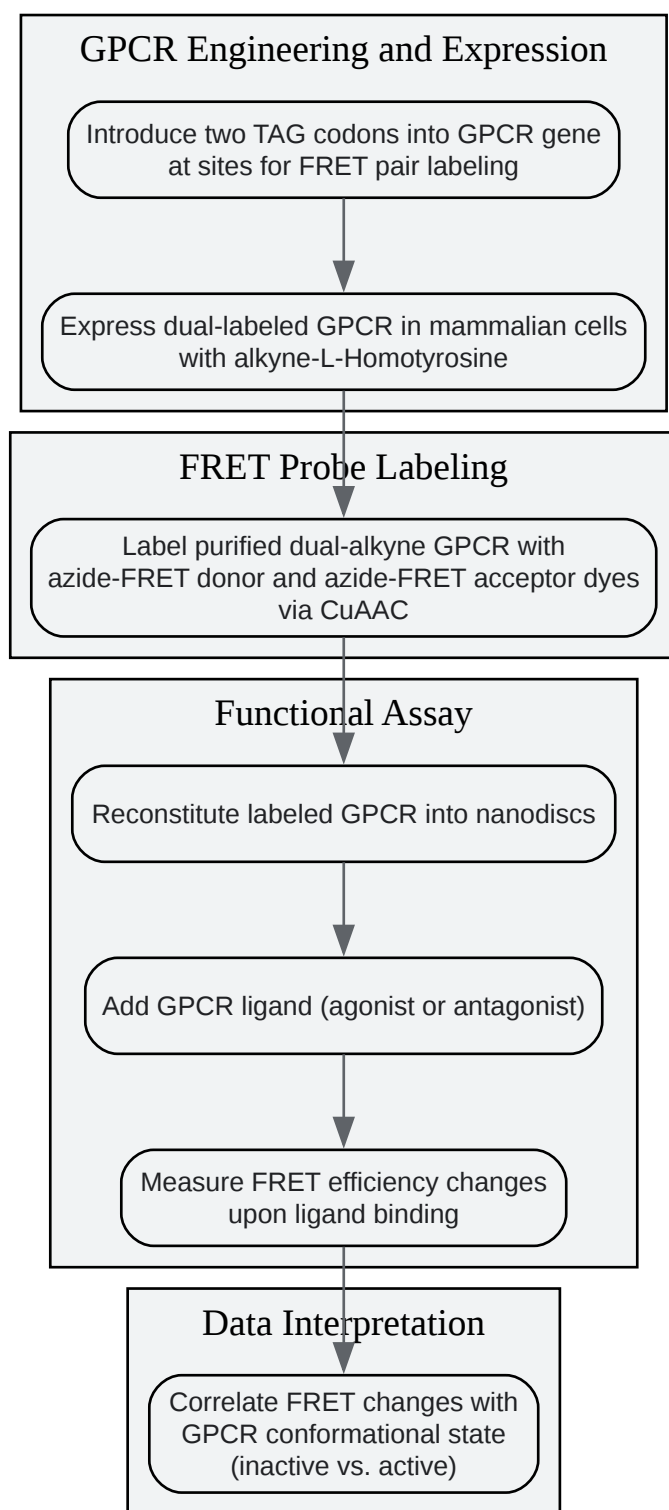 GPCR Engineering and Expression
Introduce two TAG codons into GPCR gene
at sites for FRET pair labeling
Express dual-labeled GPCR in mammalian cells
with alkyne-L-Homotyrosine
FRET Probe Labeling
Label purified dual-alkyne GPCR with
azide-FRET donor and azide-FRET acceptor dyes
via CuAAC
Functional Assay
Reconstitute labeled GPCR into nanodiscs
Add GPCR ligand (agonist or antagonist)
Measure FRET efficiency changes
upon ligand binding
Data Interpretation
Correlate FRET changes with
GPCR conformational state
(inactive vs. active)